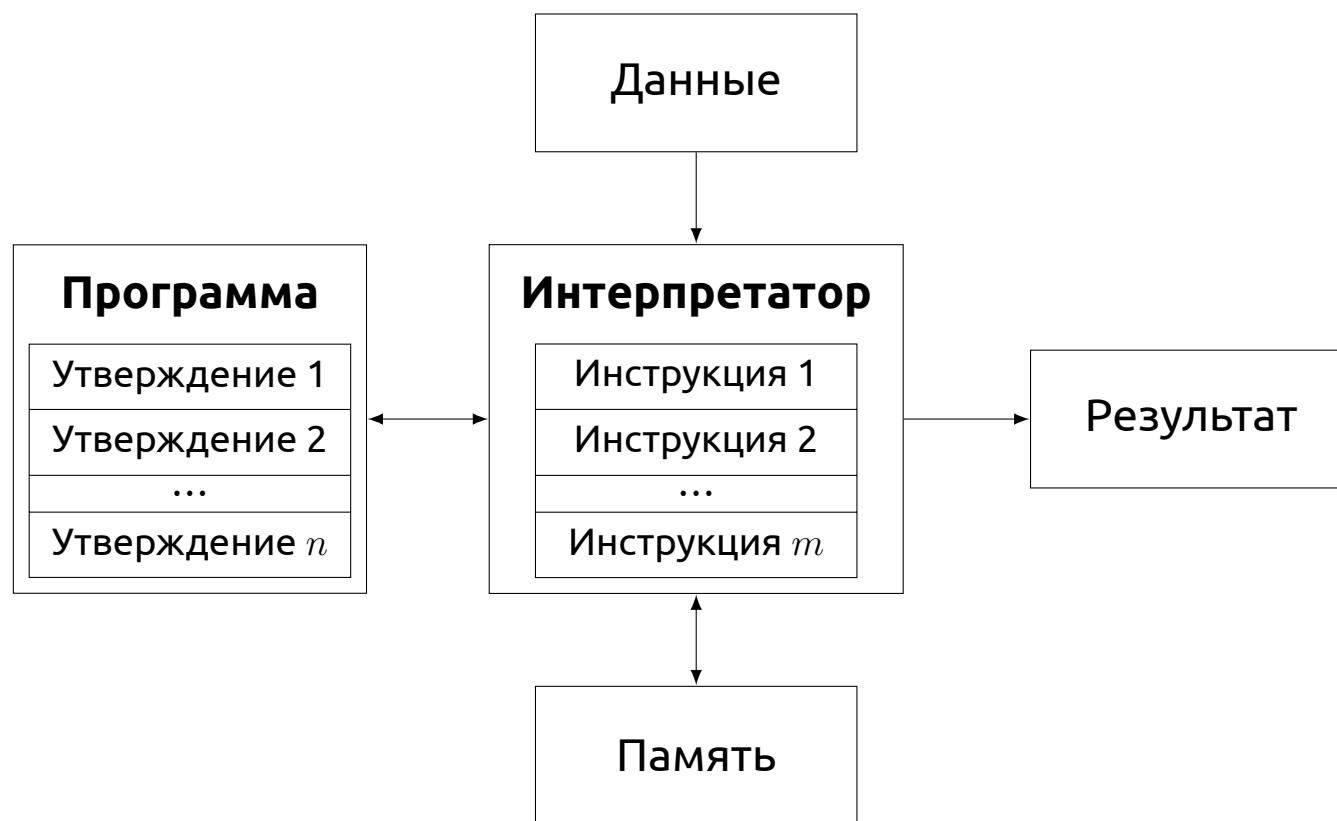 Данные
Программа
Утверждение 1
Утверждение 2
...
Утверждение n
Интерпретатор
Инструкция 1
Инструкция 2
...
Инструкция m
Результат
Память